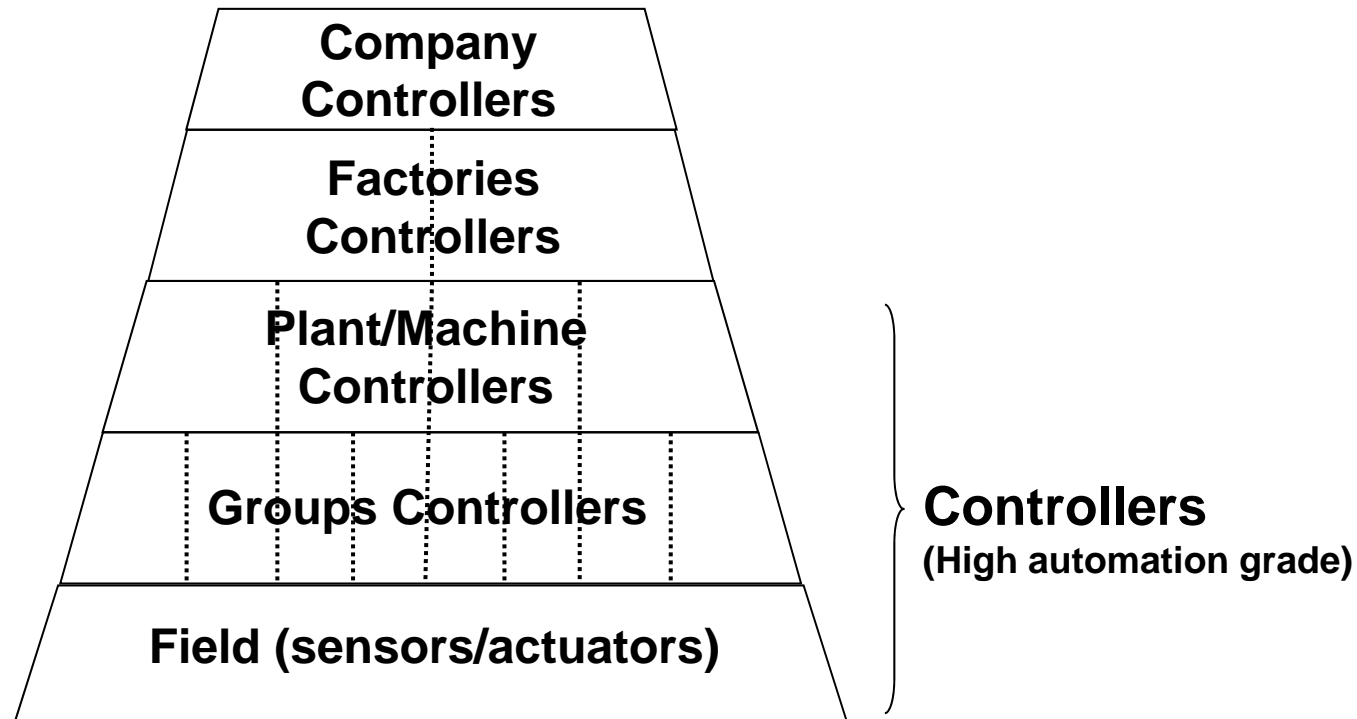 Company
Controllers
Factories
Controllers
Plant/Machine
Controllers
Groups Controllers
Field (sensors/actuators)
Controllers
(High automation grade)